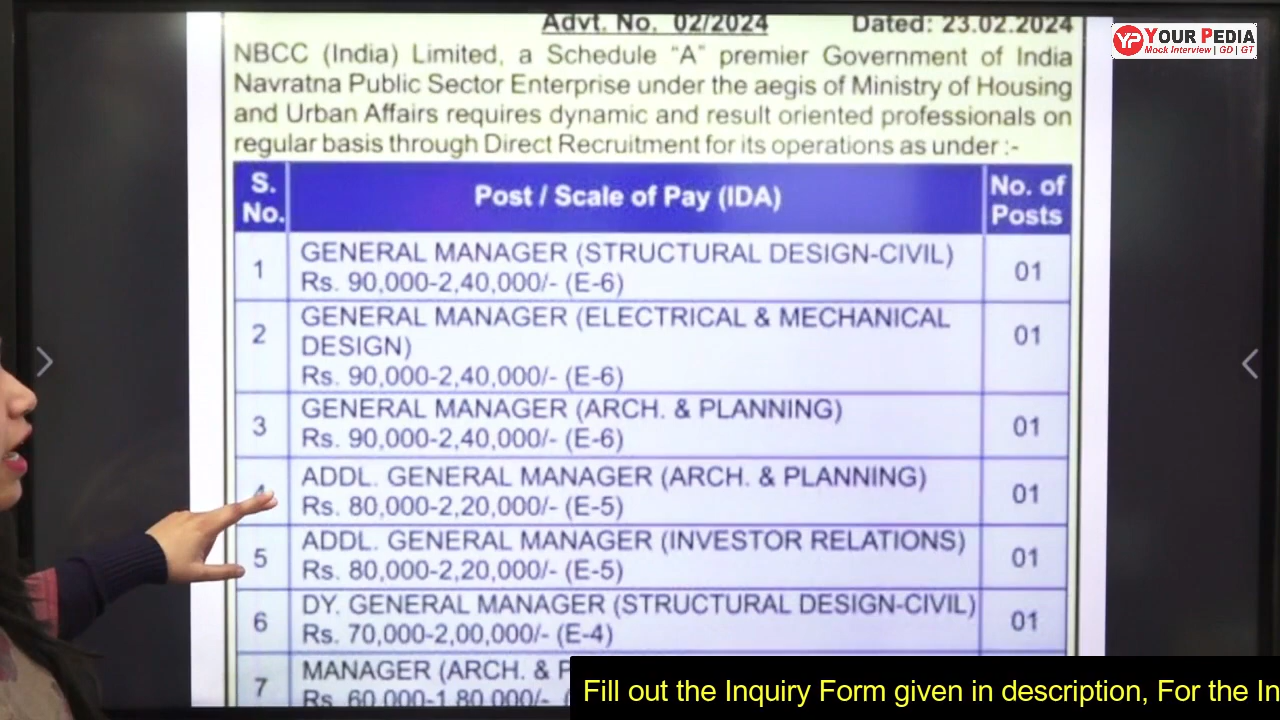 Advt. No. 02/2024 Dated: 23.02.2024
YP YOUR PEDIA
Mock Interview | GD | GT
NBCC (India) Limited, a Schedule “A” premier Government of India
Navratna Public Sector Enterprise under the aegis of Ministry of Housing
and Urban Affairs requires dynamic and result oriented professionals on
regular basis through Direct Recruitment for its operations as under :-
S. No. Post / Scale of Pay (IDA) No. of Posts
1 GENERAL MANAGER (STRUCTURAL DESIGN-CIVIL) 01
Rs. 90,000-2,40,000/- (E-6)
2 GENERAL MANAGER (ELECTRICAL & MECHANICAL 01
DESIGN)
Rs. 90,000-2,40,000/- (E-6)
3 GENERAL MANAGER (ARCH. & PLANNING) 01
Rs. 90,000-2,40,000/- (E-6)
4 ADDL. GENERAL MANAGER (ARCH. & PLANNING) 01
Rs. 80,000-2,20,000/- (E-5)
5 ADDL. GENERAL MANAGER (INVESTOR RELATIONS) 01
Rs. 80,000-2,20,000/- (E-5)
6 DY. GENERAL MANAGER (STRUCTURAL DESIGN-CIVIL) 01
Rs. 70,000-2,00,000/- (E-4)
7 MANAGER (ARCH. & P
Rs. 60,000-1,80,000/-
Fill out the Inquiry Form given in description, For the In